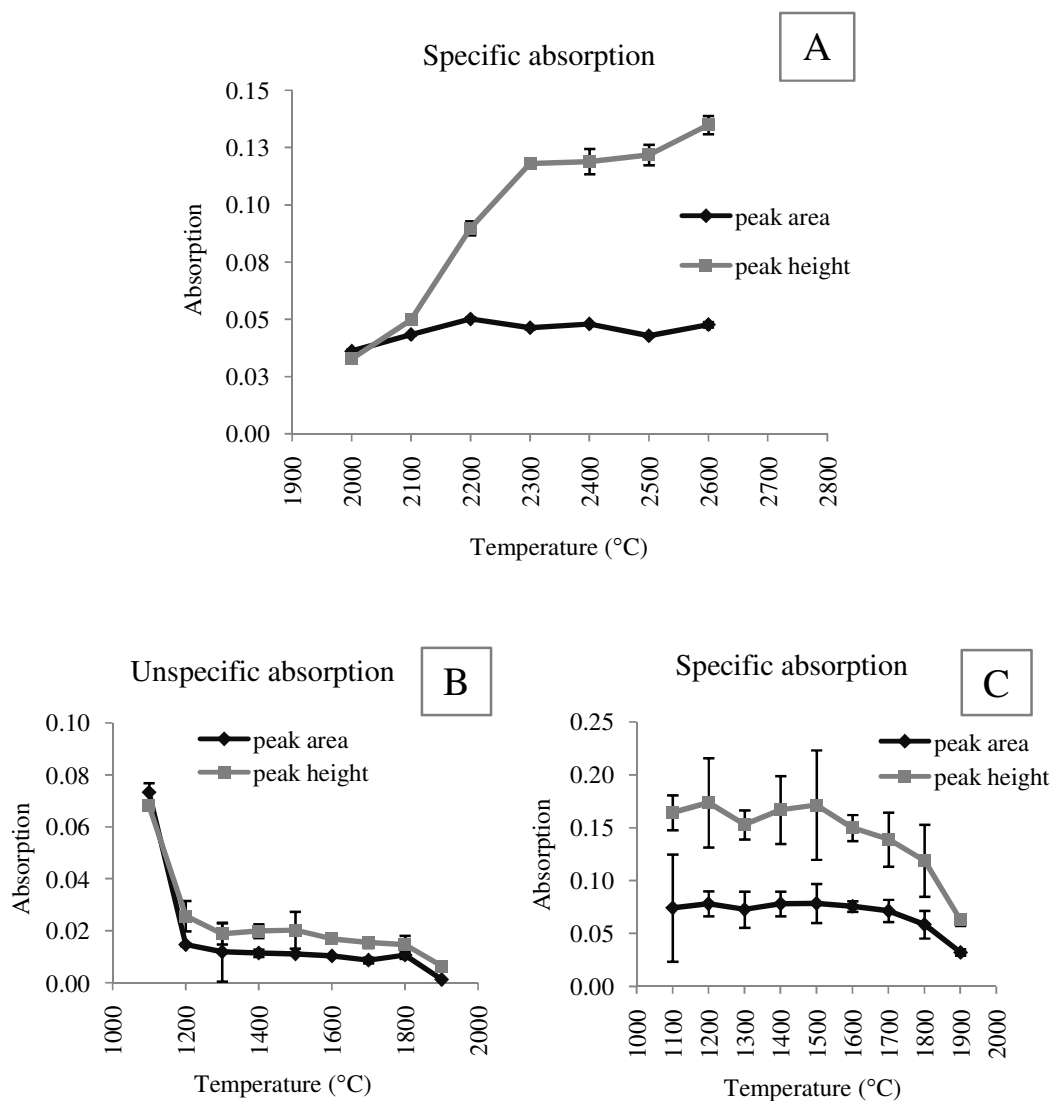 Specific absorption
A
0.15
0.13
0.10
0.08
0.05
0.03
0.00
Absorption
peak area
peak height
1900
2000
2100
2200
2300
2400
2500
2600
2700
2800
Temperature (°C)
Unspecific absorption
B
0.10
0.08
0.06
0.04
0.02
0.00
Absorption
peak area
peak height
1000
1200
1400
1600
1800
2000
Temperature (°C)
Specific absorption
C
0.25
0.20
0.15
0.10
0.05
0.00
Absorption
peak area
peak height
1000
1100
1200
1300
1400
1500
1600
1700
1800
1900
2000
Temperature (°C)